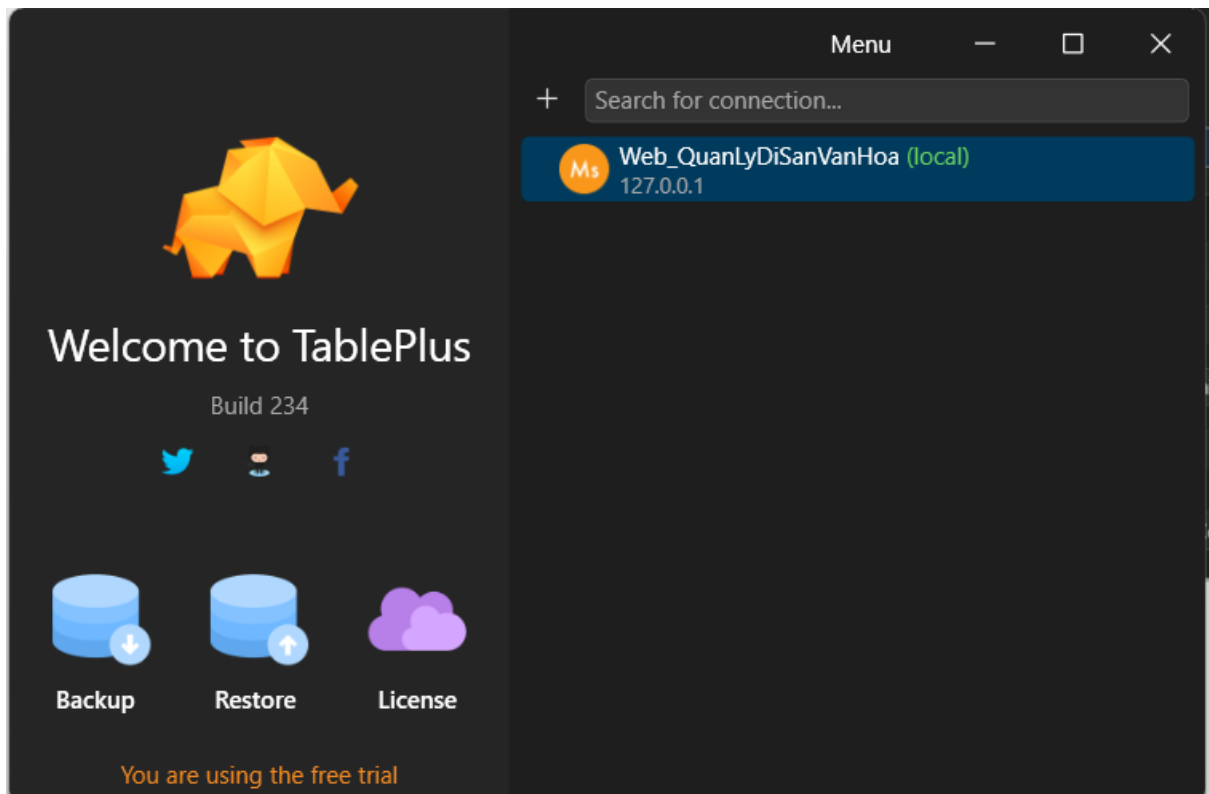 Menu
Search for connection...
Ms
Web_QuanLyDiSanVanHoa (local)
127.0.0.1
Welcome to TablePlus
Build 234
Backup
Restore
License
You are using the free trial